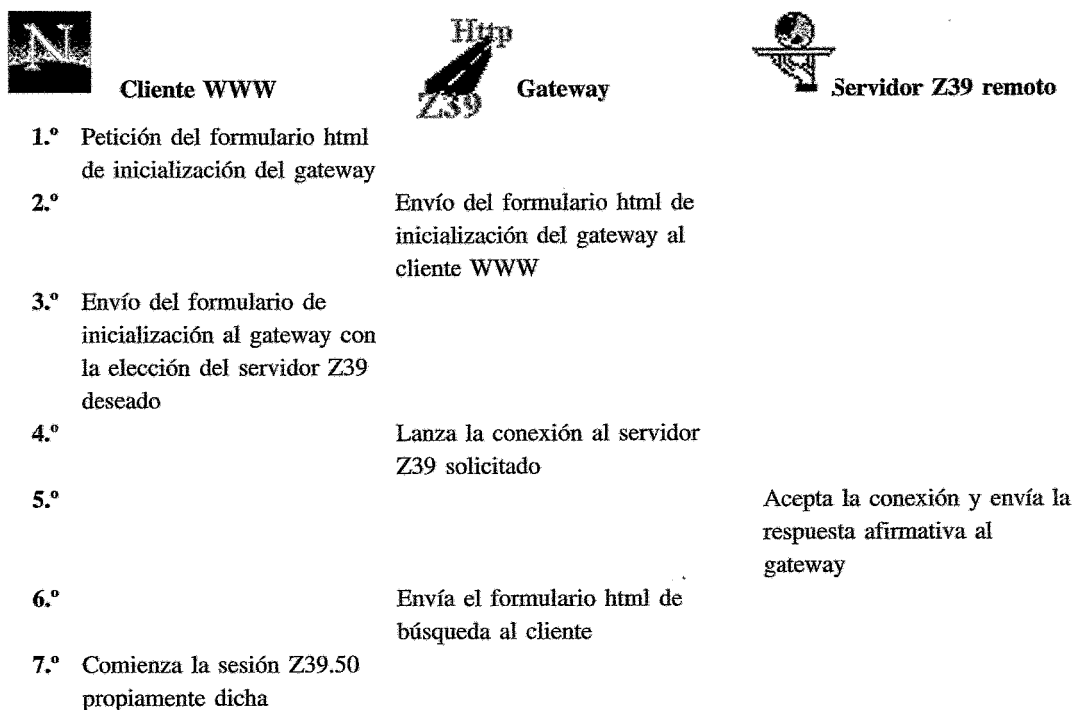 N
Http
Z39
Cliente WWW
Gateway
Servidor Z39 remoto
1.º Petición del formulario html
de inicialización del gateway
2.º Envío del formulario html de
inicialización del gateway al
cliente WWW
3.º Envío del formulario de
inicialización al gateway con
la elección del servidor Z39
deseado
4.º Lanza la conexión al servidor
Z39 solicitado
5.º Acepta la conexión y envía la
respuesta afirmativa al
gateway
6.º Envía el formulario html de
búsqueda al cliente
7.º Comienza la sesión Z39.50
propiamente dicha